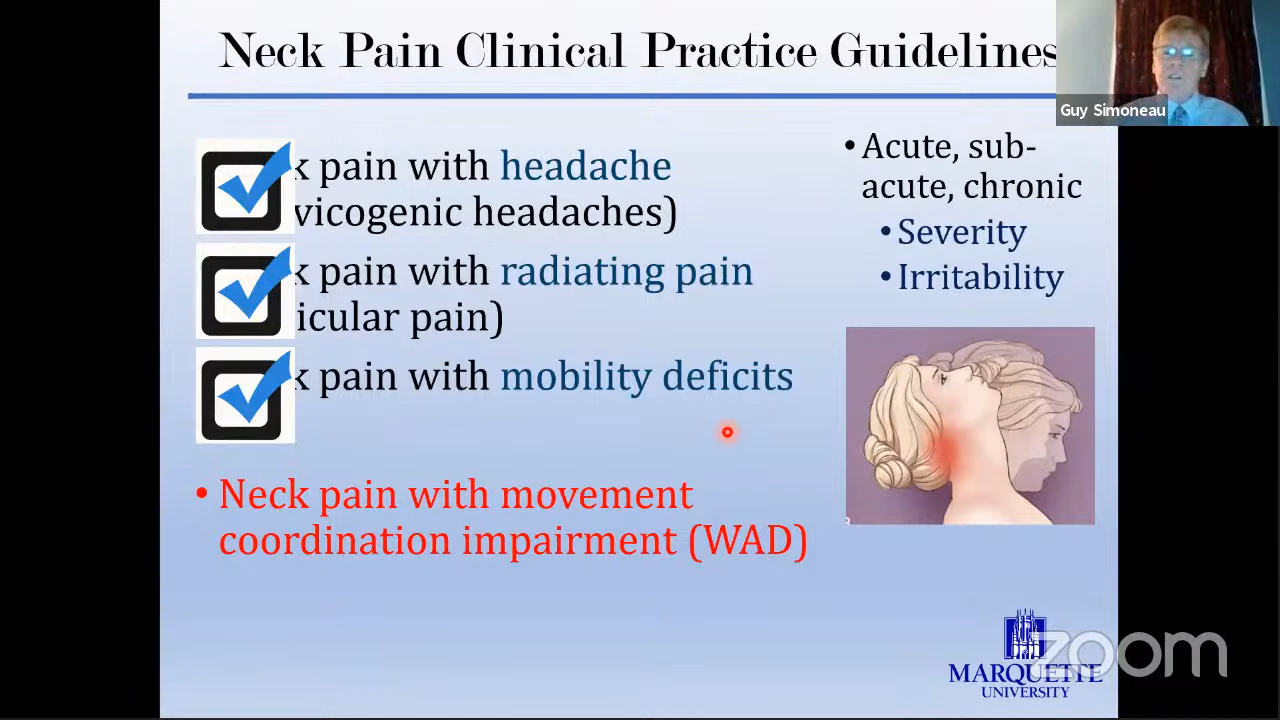 Neck Pain Clinical Practice Guidelines
Guy Simoneau
k pain with headache
vicogenic headaches)
k pain with radiating pain
icular pain)
k pain with mobility deficits
• Neck pain with movement
coordination impairment (WAD)
• Acute, sub-
acute, chronic
• Severity
• Irritability
zoom
MARQUETTE
UNIVERSITY